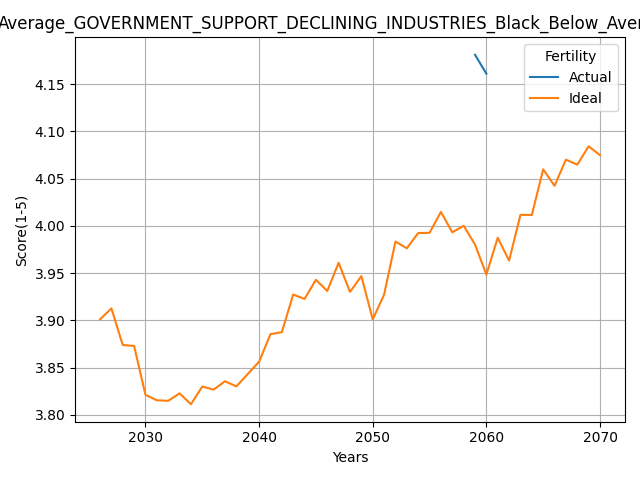 Average_GOVERNMENT_SUPPORT_DECLINING_INDUSTRIES_Black_Below_Aver
Fertility
Actual
Ideal
4.15
4.10
4.05
4.00
3.95
3.90
3.85
3.80
Score(1-5)
2030 2040 2050 2060 2070
Years